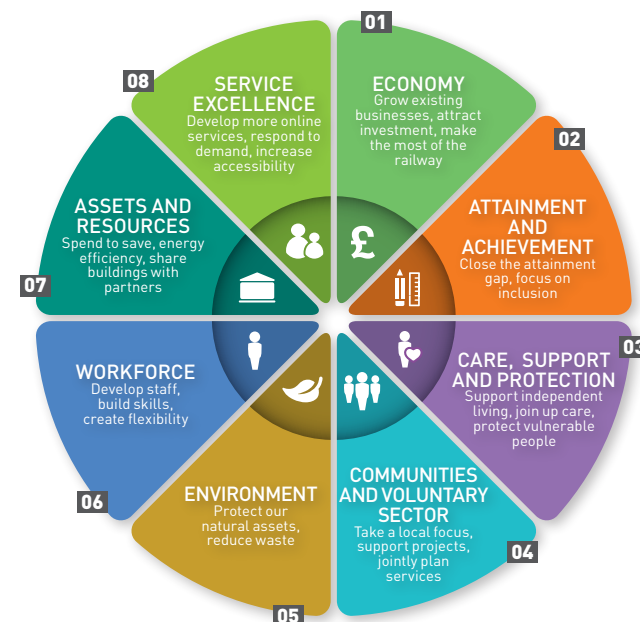 01
ECONOMY
Grow existing
businesses, attract
investment, make
the most of the
railway
£
02
ATTAINMENT
AND
ACHIEVEMENT
Close the attainment
gap, focus on
inclusion
03
CARE, SUPPORT
AND PROTECTION
Support independent
living, join up care,
protect vulnerable
people
COMMUNITIES
AND VOLUNTARY
SECTOR
Take a local focus,
support projects,
jointly plan
services
04
ENVIRONMENT
Protect our
natural assets,
reduce waste
05
WORKFORCE
Develop staff,
build skills,
create flexibility
06
ASSETS AND
RESOURCES
Spend to save, energy
efficiency, share
buildings with
partners
07
08
SERVICE
EXCELLENCE
Develop more online
services, respond to
demand, increase
accessibility